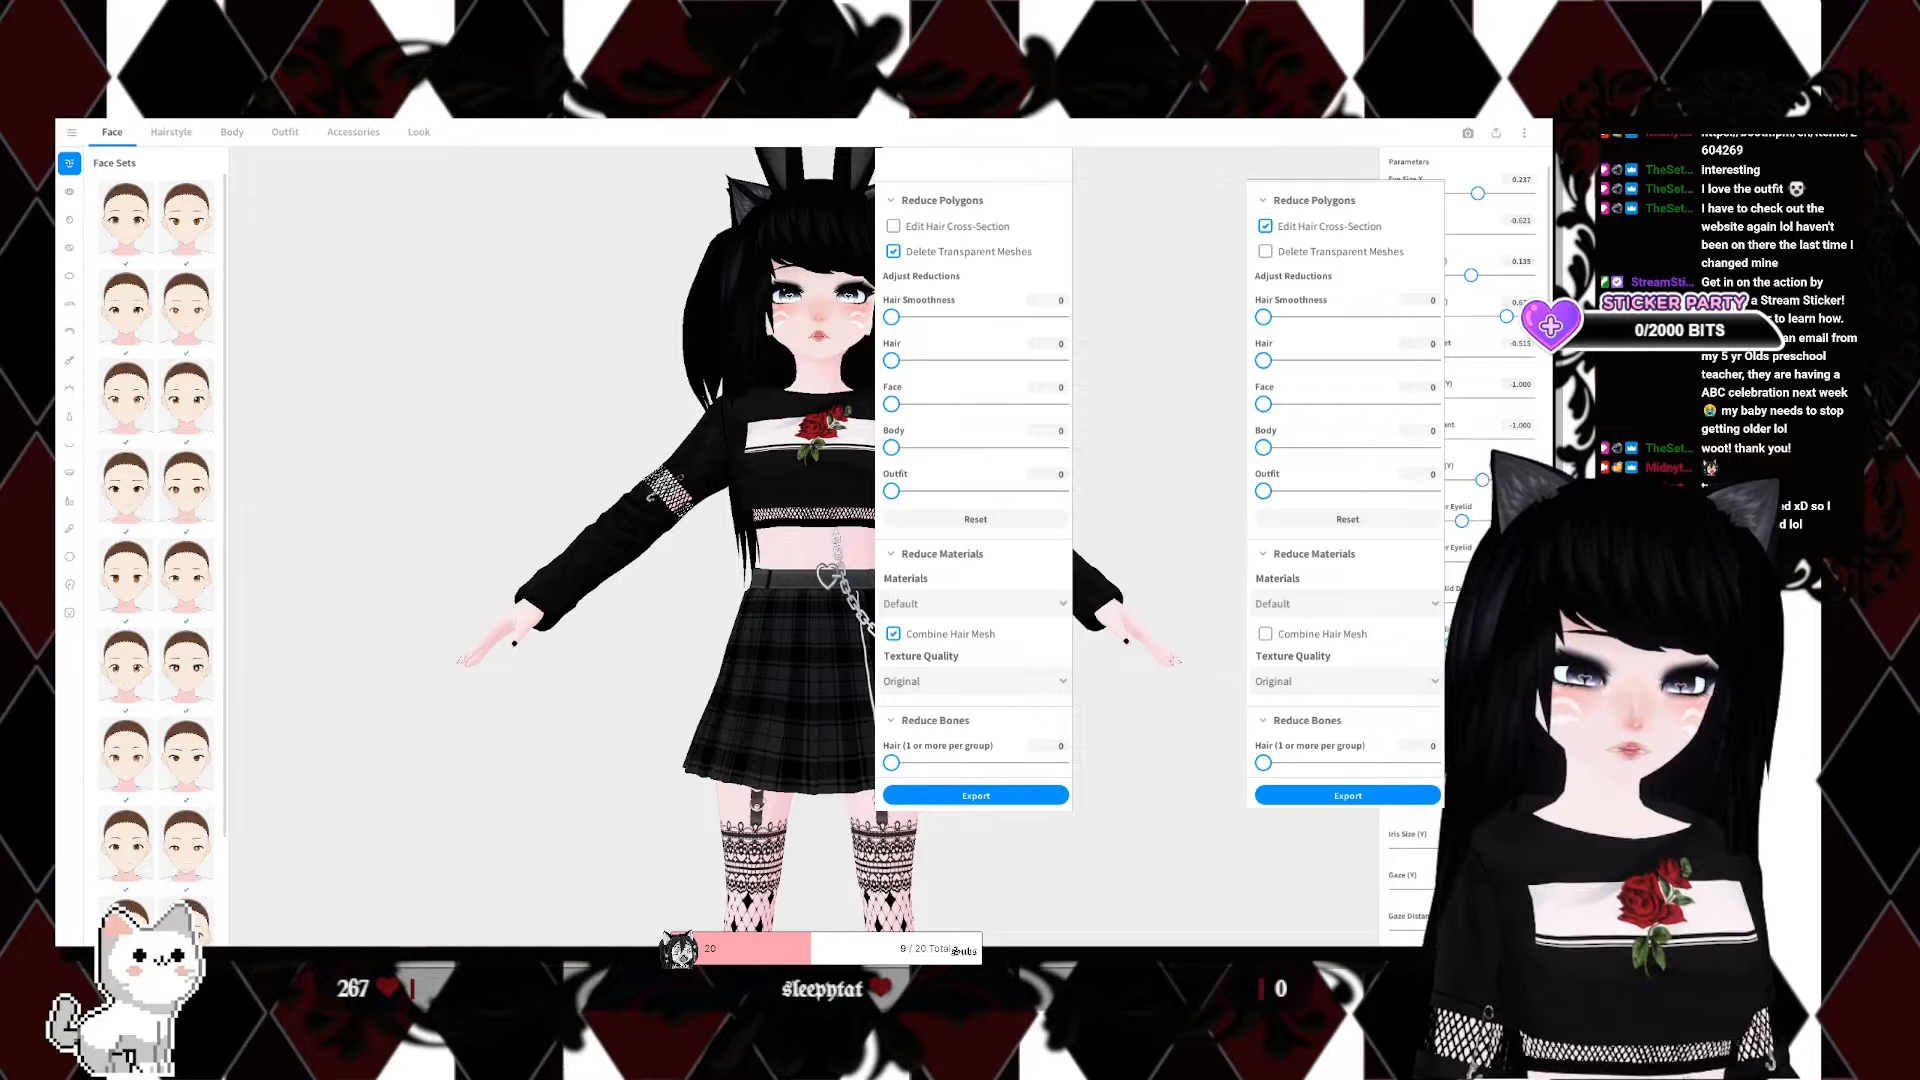 Face
Hairstyle
Body
Outfit
Accessories
Look
Face Sets
Reduce Polygons
Edit Hair Cross-Section
Delete Transparent Meshes
Adjust Reductions
Hair Smoothness 0
Hair 0
Face 0
Body 0
Outfit 0
Reset
Reduce Materials
Materials
Default
Combine Hair Mesh
Texture Quality
Original
Reduce Bones
Hair (1 or more per group) 0
Export
Reduce Polygons
Edit Hair Cross-Section
Delete Transparent Meshes
Adjust Reductions
Hair Smoothness 0
Hair 0
Face 0
Body 0
Outfit 0
Reset
Reduce Materials
Materials
Default
Combine Hair Mesh
Texture Quality
Original
Reduce Bones
Hair (1 or more per group) 0
Export
Parameters
0.237
-0.621
0.135
-0.515
-1.000
-1.000
Iris Size (Y)
Gaze (Y)
604269
TheSet... Interesting
TheSet... I love the outfit
TheSet... I have to check out the
website again lol haven't
been on there the last time I
changed mine
StreamSti... Get in on the action by
a Stream Sticker!
to learn how.
STICKER PARTY
0/2000 BITS
an email from
my 5 yr Olds preschool
teacher, they are having a
ABC celebration next week
my baby needs to stop
getting older lol
TheSet... woot! thank you!
Midnyt...
xD so I
lol
20
9 / 20 Total
Subs
267
sleepytat
0